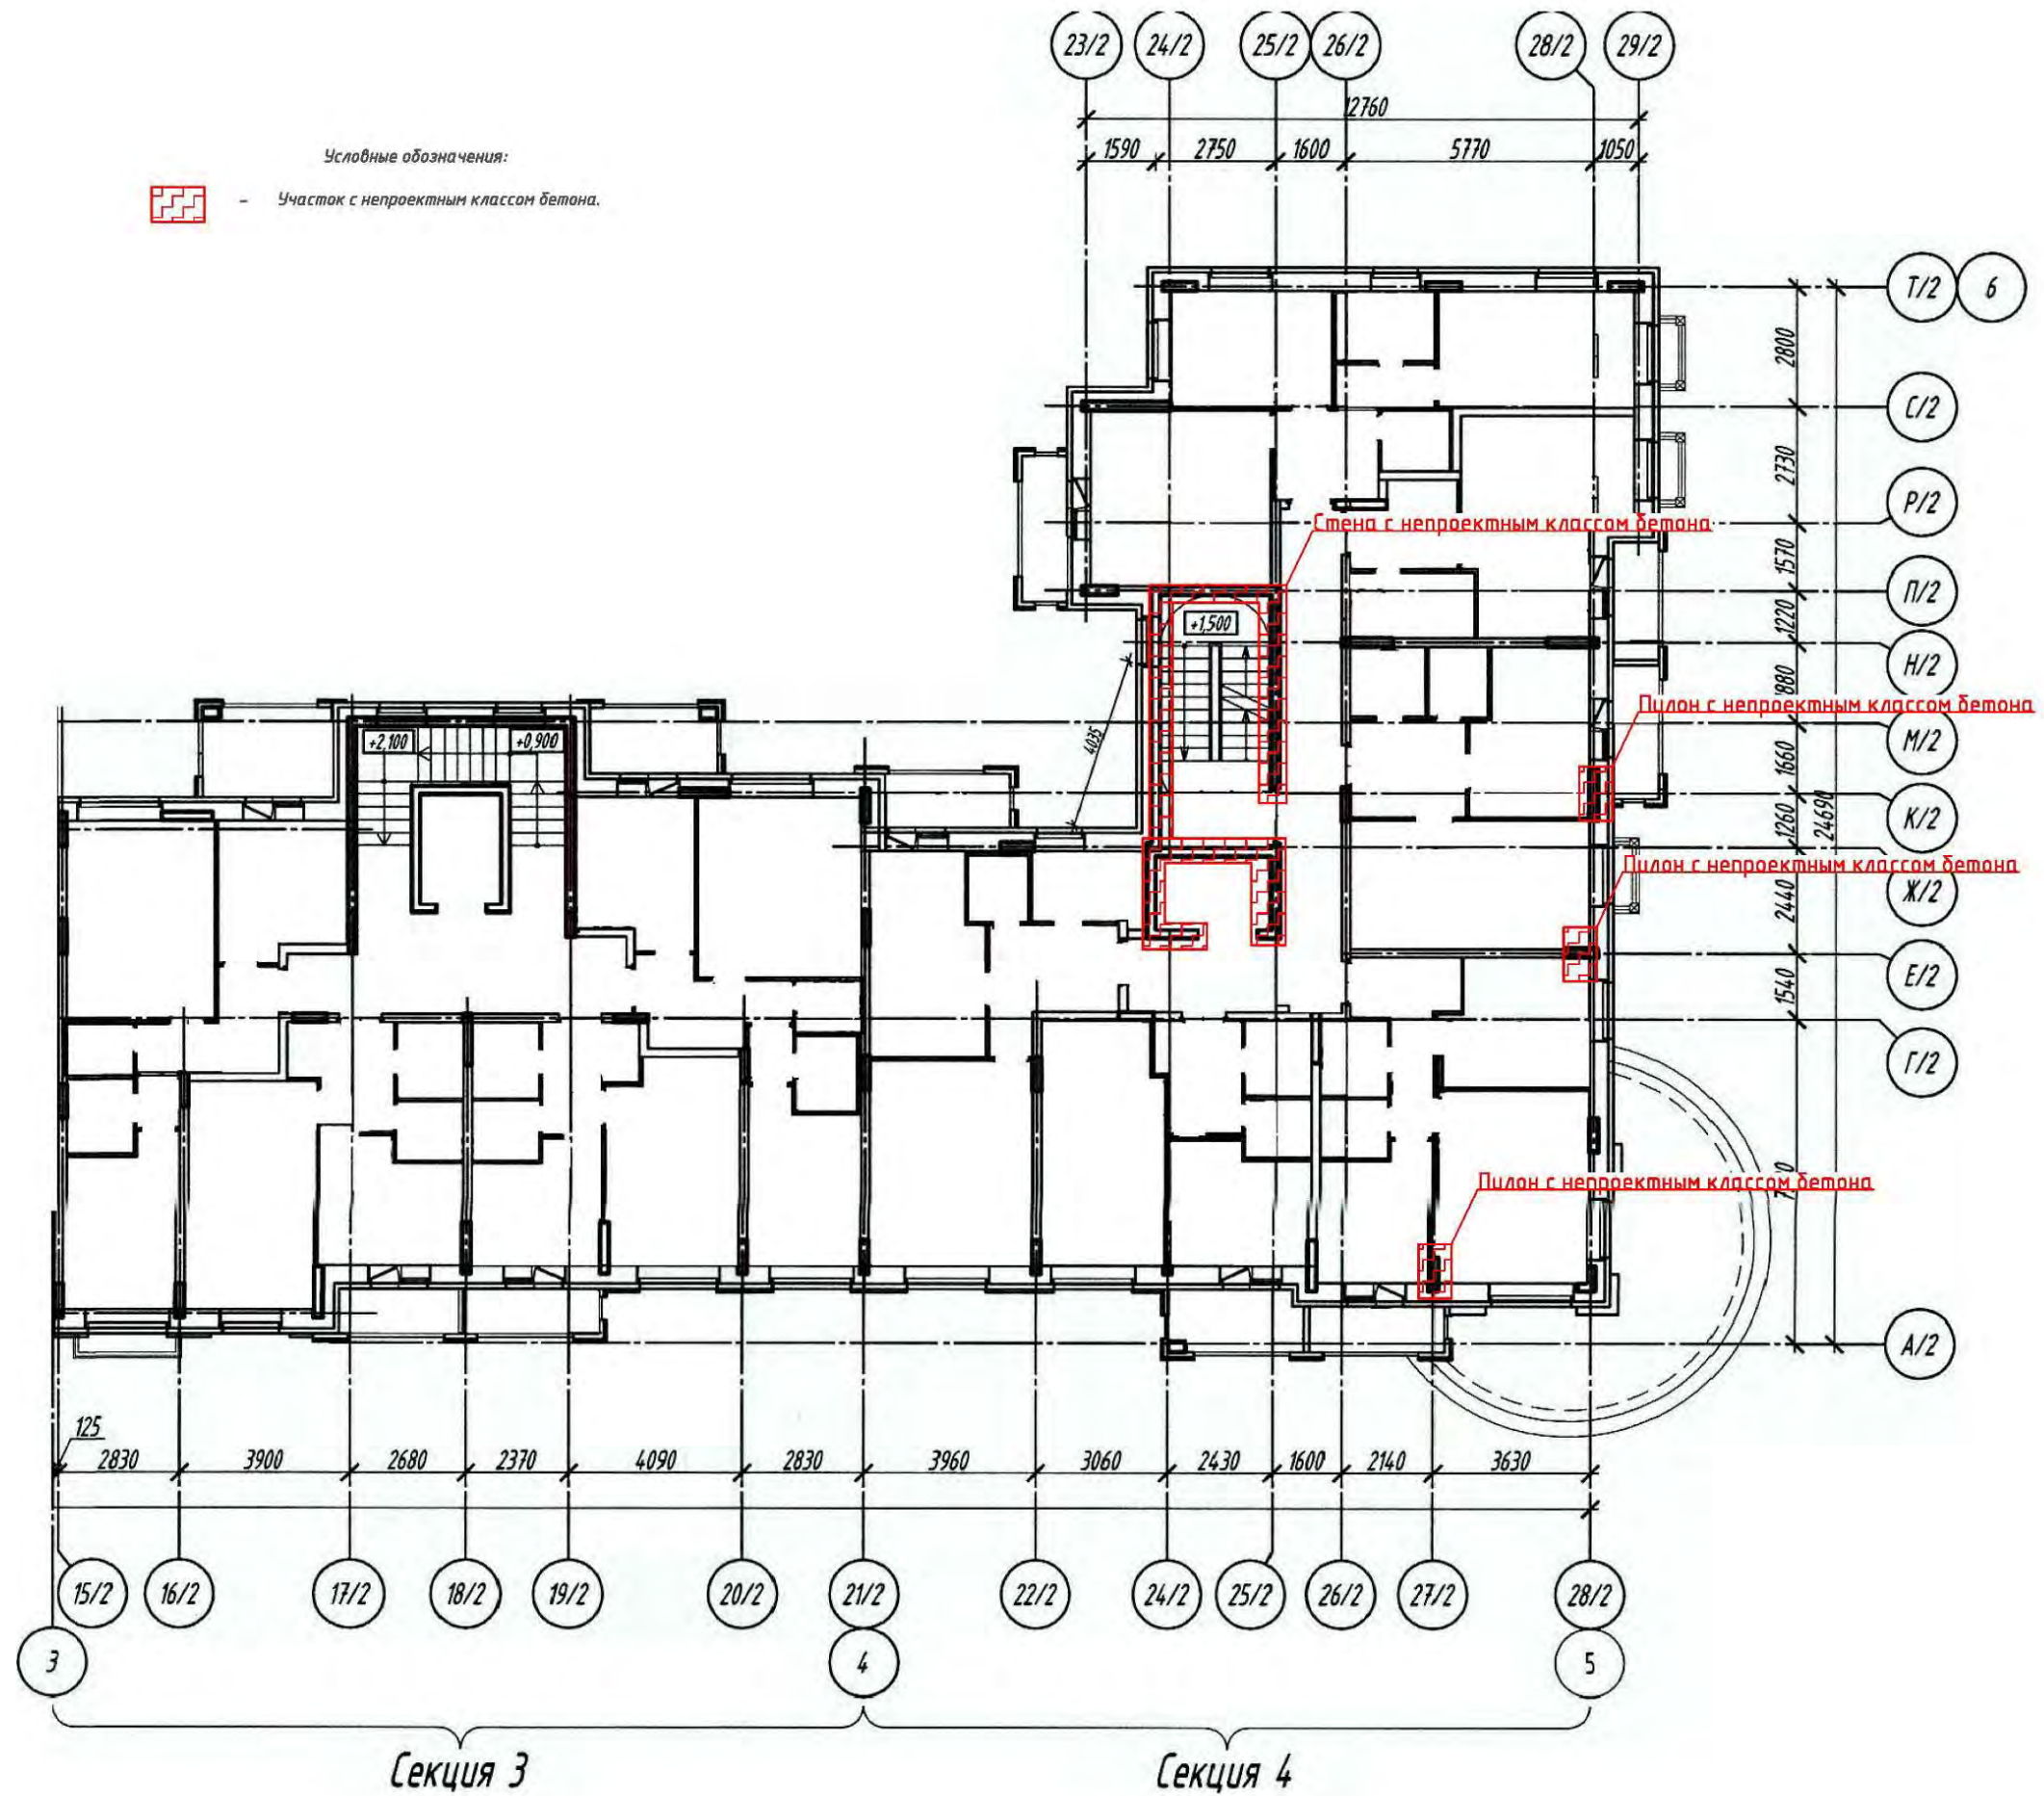 23/2 24/2 25/2 26/2 28/2 29/2
12760
1590 2750 1600 5770 1050
Условные обозначения:
- Участок с непроектным классом бетона.
Т/2 6
2800
С/2
2730
Р/2
Стена с непроектным классом бетона
1570
П/2
1220
+1,500
Н/2
880
Пилон с непроектным классом бетона
+2,100 +0,900
4035
М/2
1660
24690
К/2
1260
Пилон с непроектным классом бетона
Ж/2
2440
Е/2
1540
Г/2
Пилон с непроектным классом бетона
А/2
125
2830 3900 2680 2370 4090 2830 3960 3060 2430 1600 2140 3630
15/2 16/2 17/2 18/2 19/2 20/2 21/2 22/2 24/2 25/2 26/2 27/2 28/2
3 4 5
Секция 3 Секция 4